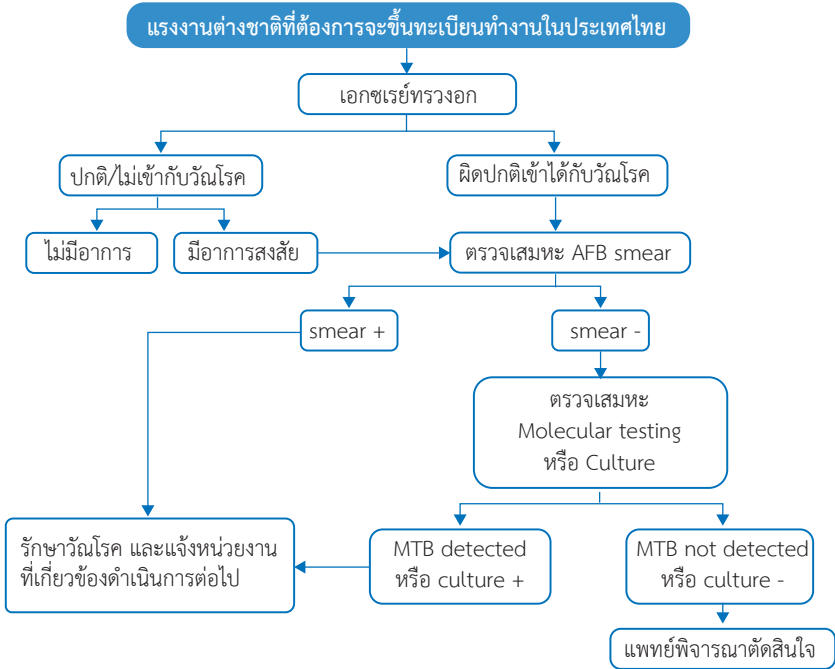 แรงงานต่างชาติที่ต้องการจะขึ้นทะเบียนทำงานในประเทศไทย
เอกซเรย์ทรวงอก
ปกติ/ไม่เข้ากับวัณโรค
ผิดปกติเข้าได้กับวัณโรค
ไม่มีอาการ
มีอาการสงสัย
ตรวจเสมหะ AFB smear
smear +
smear -
ตรวจเสมหะ
Molecular testing
หรือ Culture
รักษาวัณโรค และแจ้งหน่วยงาน
ที่เกี่ยวข้องดำเนินการต่อไป
MTB detected
หรือ culture +
MTB not detected
หรือ culture -
แพทย์พิจารณาตัดสินใจ